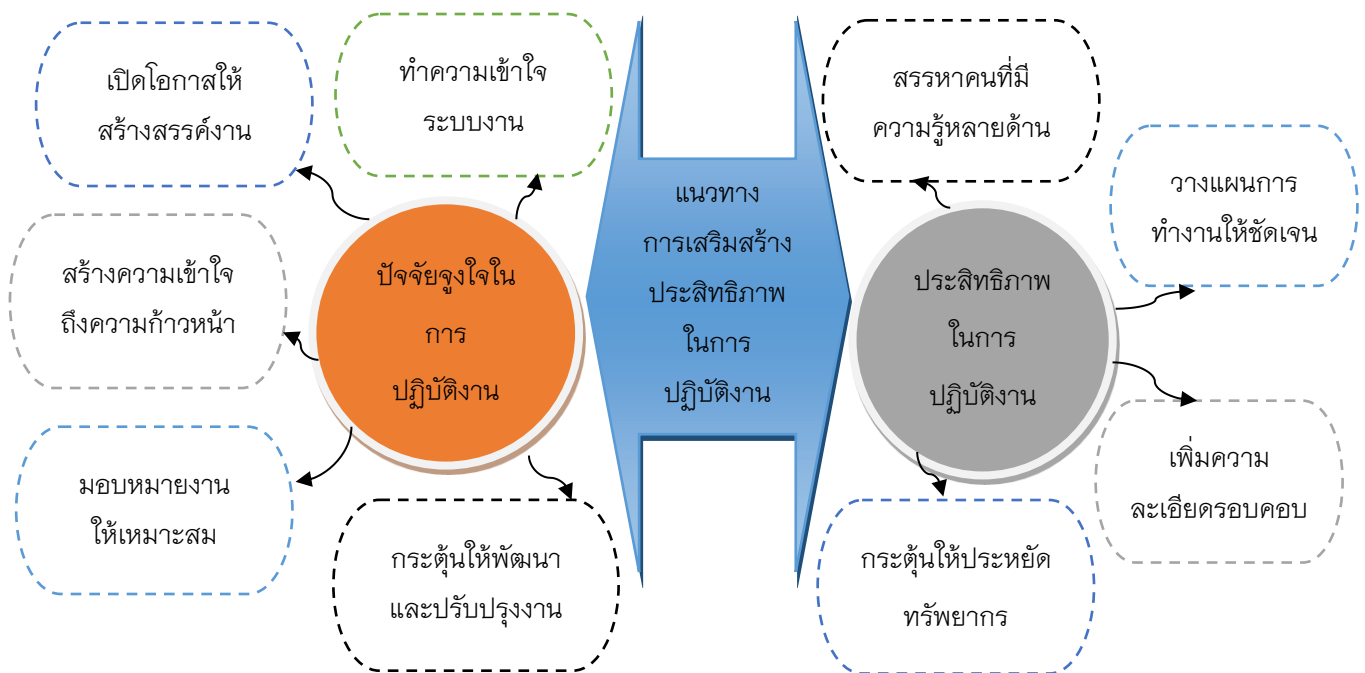 เปิดโอกาสให้
สร้างสรรค์งาน
ทำความเข้าใจ
ระบบงาน
สร้างความเข้าใจ
ถึงความก้าวหน้า
ปัจจัยจูงใจใน
การ
ปฏิบัติงาน
มอบหมายงาน
ให้เหมาะสม
กระตุ้นให้พัฒนา
และปรับปรุงงาน
แนวทาง
การเสริมสร้าง
ประสิทธิภาพ
ในการ
ปฏิบัติงาน
สรรหาคนที่มี
ความรู้หลายด้าน
วางแผนการ
ทำงานให้ชัดเจน
ประสิทธิภาพ
ในการ
ปฏิบัติงาน
เพิ่มความ
ละเอียดรอบคอบ
กระตุ้นให้ประหยัด
ทรัพยากร